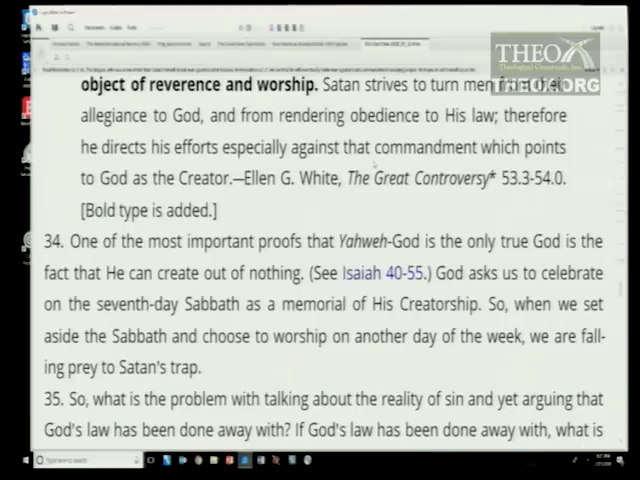 THEO
THEOX.ORG
object of reverence and worship. Satan strives to turn men from their
allegiance to God, and from rendering obedience to His law; therefore
he directs his efforts especially against that commandment which points
to God as the Creator.—Ellen G. White, The Great Controversy* 53.3-54.0.
[Bold type is added.]
34. One of the most important proofs that Yahweh-God is the only true God is the
fact that He can create out of nothing. (See Isaiah 40-55.) God asks us to celebrate
on the seventh-day Sabbath as a memorial of His Creatorship. So, when we set
aside the Sabbath and choose to worship on another day of the week, we are fall-
ing prey to Satan's trap.
35. So, what is the problem with talking about the reality of sin and yet arguing that
God's law has been done away with? If God's law has been done away with, what is
Type here to search